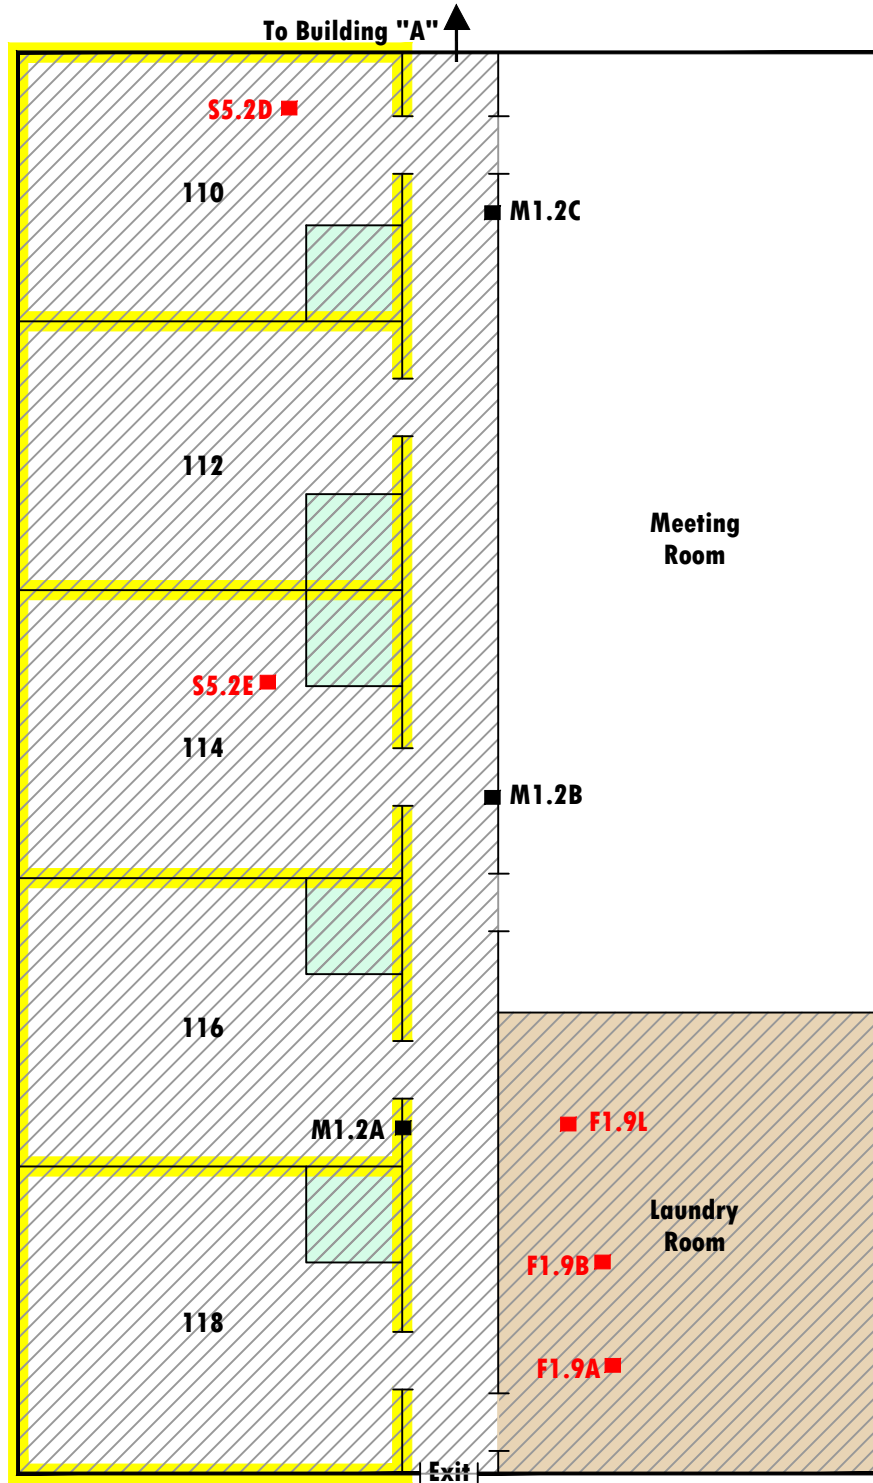 To Building "A"
S5.2D
110
M1.2C
112
Meeting
Room
S5.2E
114
M1.2B
116
M1.2A
F1.9L
Laundry
Room
F1.9B
118
F1.9A
Exit